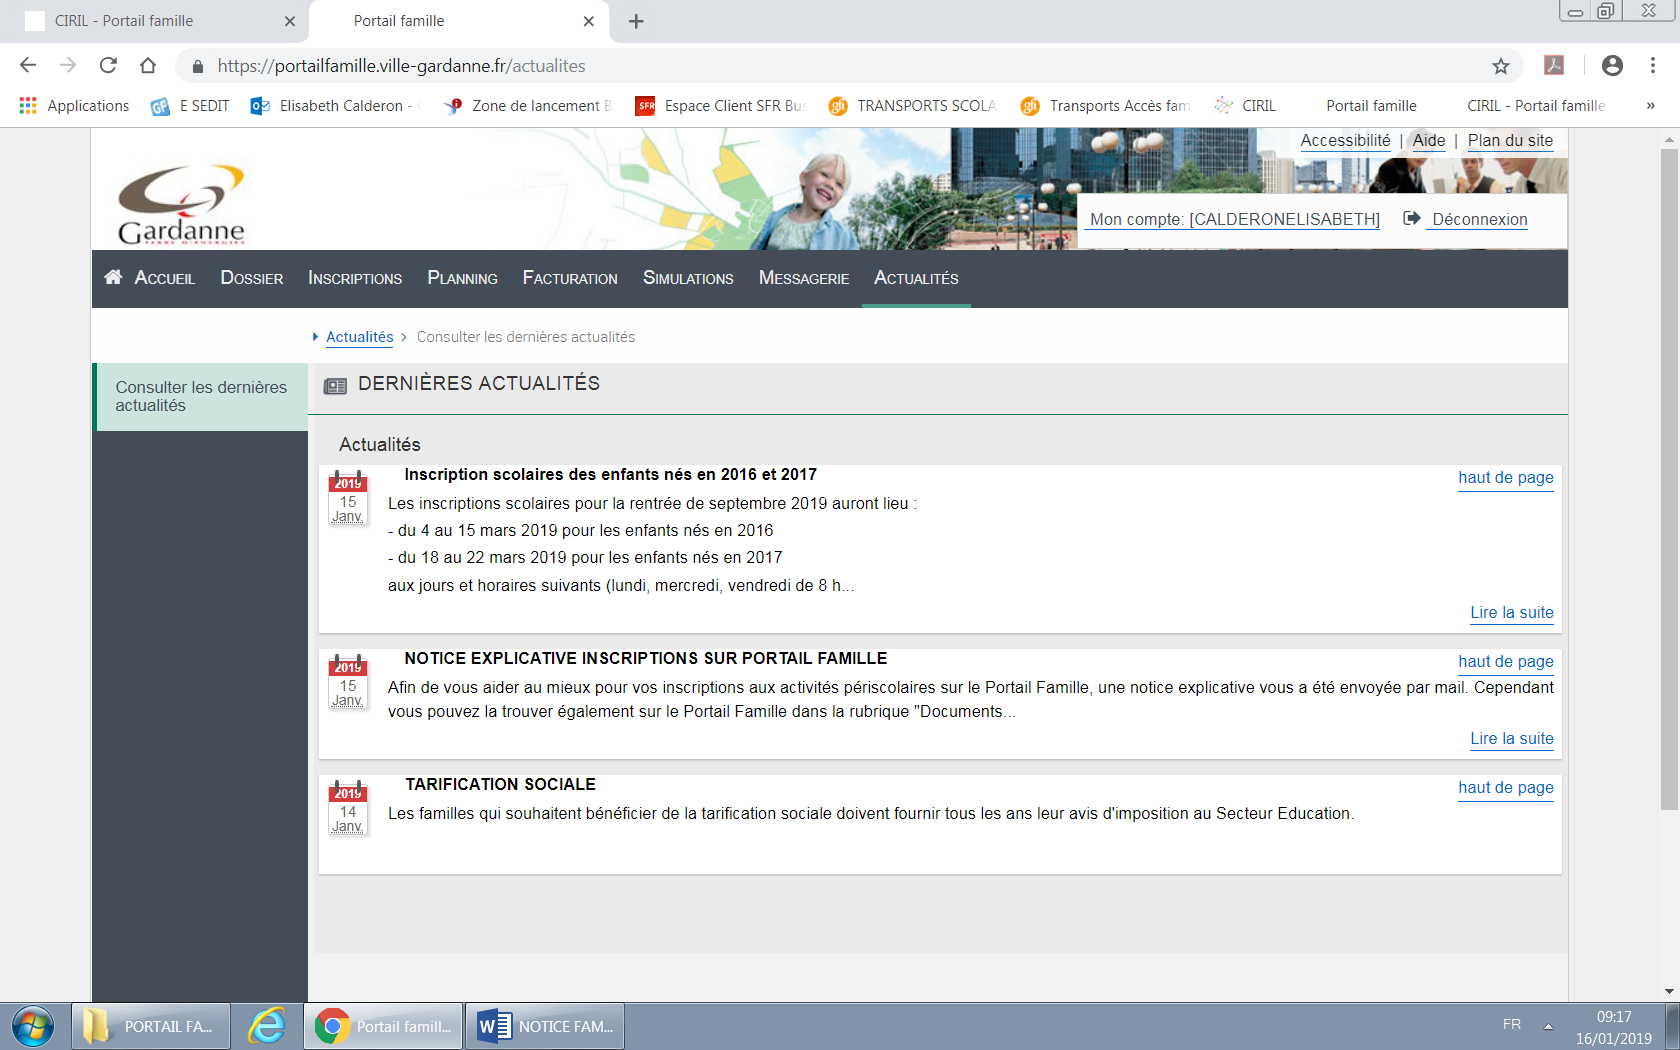 CIRIL - Portail famille
Portail famille
https://portailfamille.ville-gardanne.fr/actualites
Applications
E SEDIT
Elisabeth Calderon -
Zone de lancement B
SFR Espace Client SFR Bus
gfi TRANSPORTS SCOLA
gfi Transports Accès fam
CIRIL
Portail famille
CIRIL - Portail famille
»
Accessibilité | Aide | Plan du site
Gardanne
TERRE D'ENERGIES
Mon compte: [CALDERONELISABETH] Déconnexion
ACCUEIL DOSSIER INSCRIPTIONS PLANNING FACTURATION SIMULATIONS MESSAGERIE ACTUALITÉS
Actualités > Consulter les dernières actualités
Consulter les dernières
actualités
DERNIÈRES ACTUALITÉS
Actualités
2019
15
Janv.
Inscription scolaires des enfants nés en 2016 et 2017
haut de page
Les inscriptions scolaires pour la rentrée de septembre 2019 auront lieu :
- du 4 au 15 mars 2019 pour les enfants nés en 2016
- du 18 au 22 mars 2019 pour les enfants nés en 2017
aux jours et horaires suivants (lundi, mercredi, vendredi de 8 h...
Lire la suite
2019
15
Janv.
NOTICE EXPLICATIVE INSCRIPTIONS SUR PORTAIL FAMILLE
haut de page
Afin de vous aider au mieux pour vos inscriptions aux activités périscolaires sur le Portail Famille, une notice explicative vous a été envoyée par mail. Cependant
vous pouvez la trouver également sur le Portail Famille dans la rubrique "Documents...
Lire la suite
2019
14
Janv.
TARIFICATION SOCIALE
haut de page
Les familles qui souhaitent bénéficier de la tarification sociale doivent fournir tous les ans leur avis d'imposition au Secteur Education.
PORTAIL FA...
Portail famill...
NOTICE FAM...
FR
09:17
16/01/2019